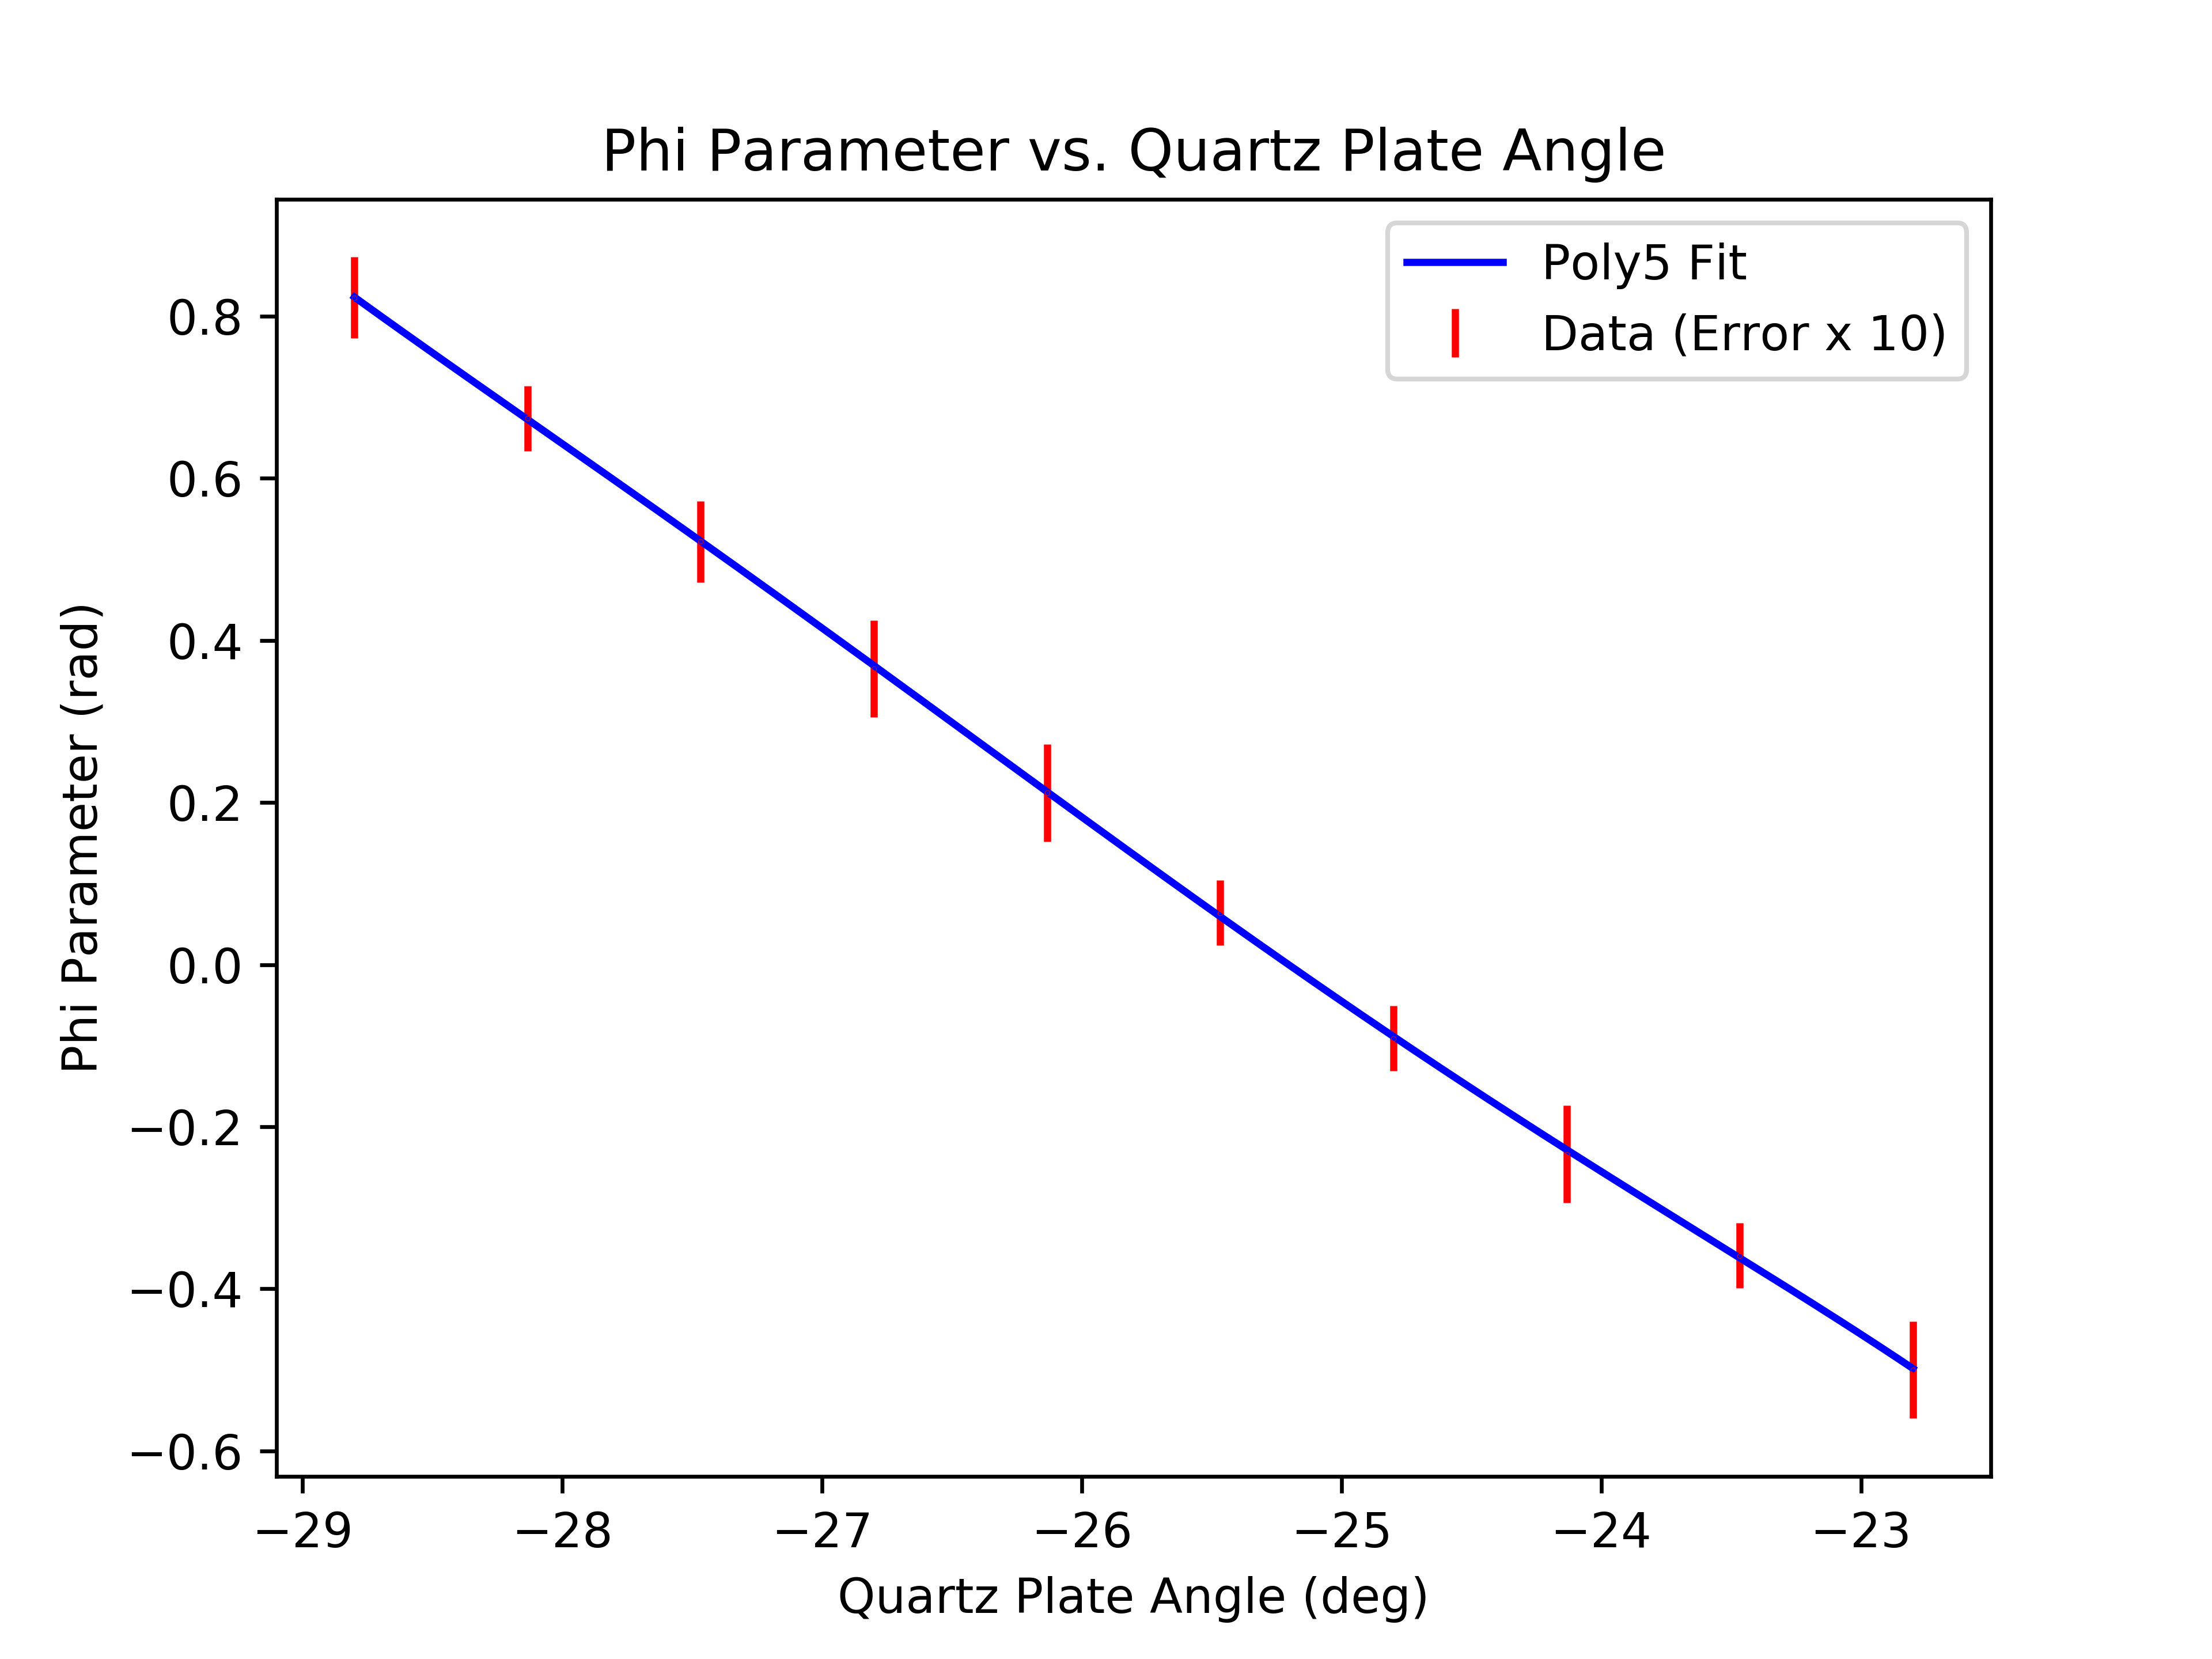 Phi Parameter vs. Quartz Plate Angle
Poly5 Fit
Data (Error x 10)
Phi Parameter (rad)
0.8
0.6
0.4
0.2
0.0
−0.2
−0.4
−0.6
−29 −28 −27 −26 −25 −24 −23
Quartz Plate Angle (deg)